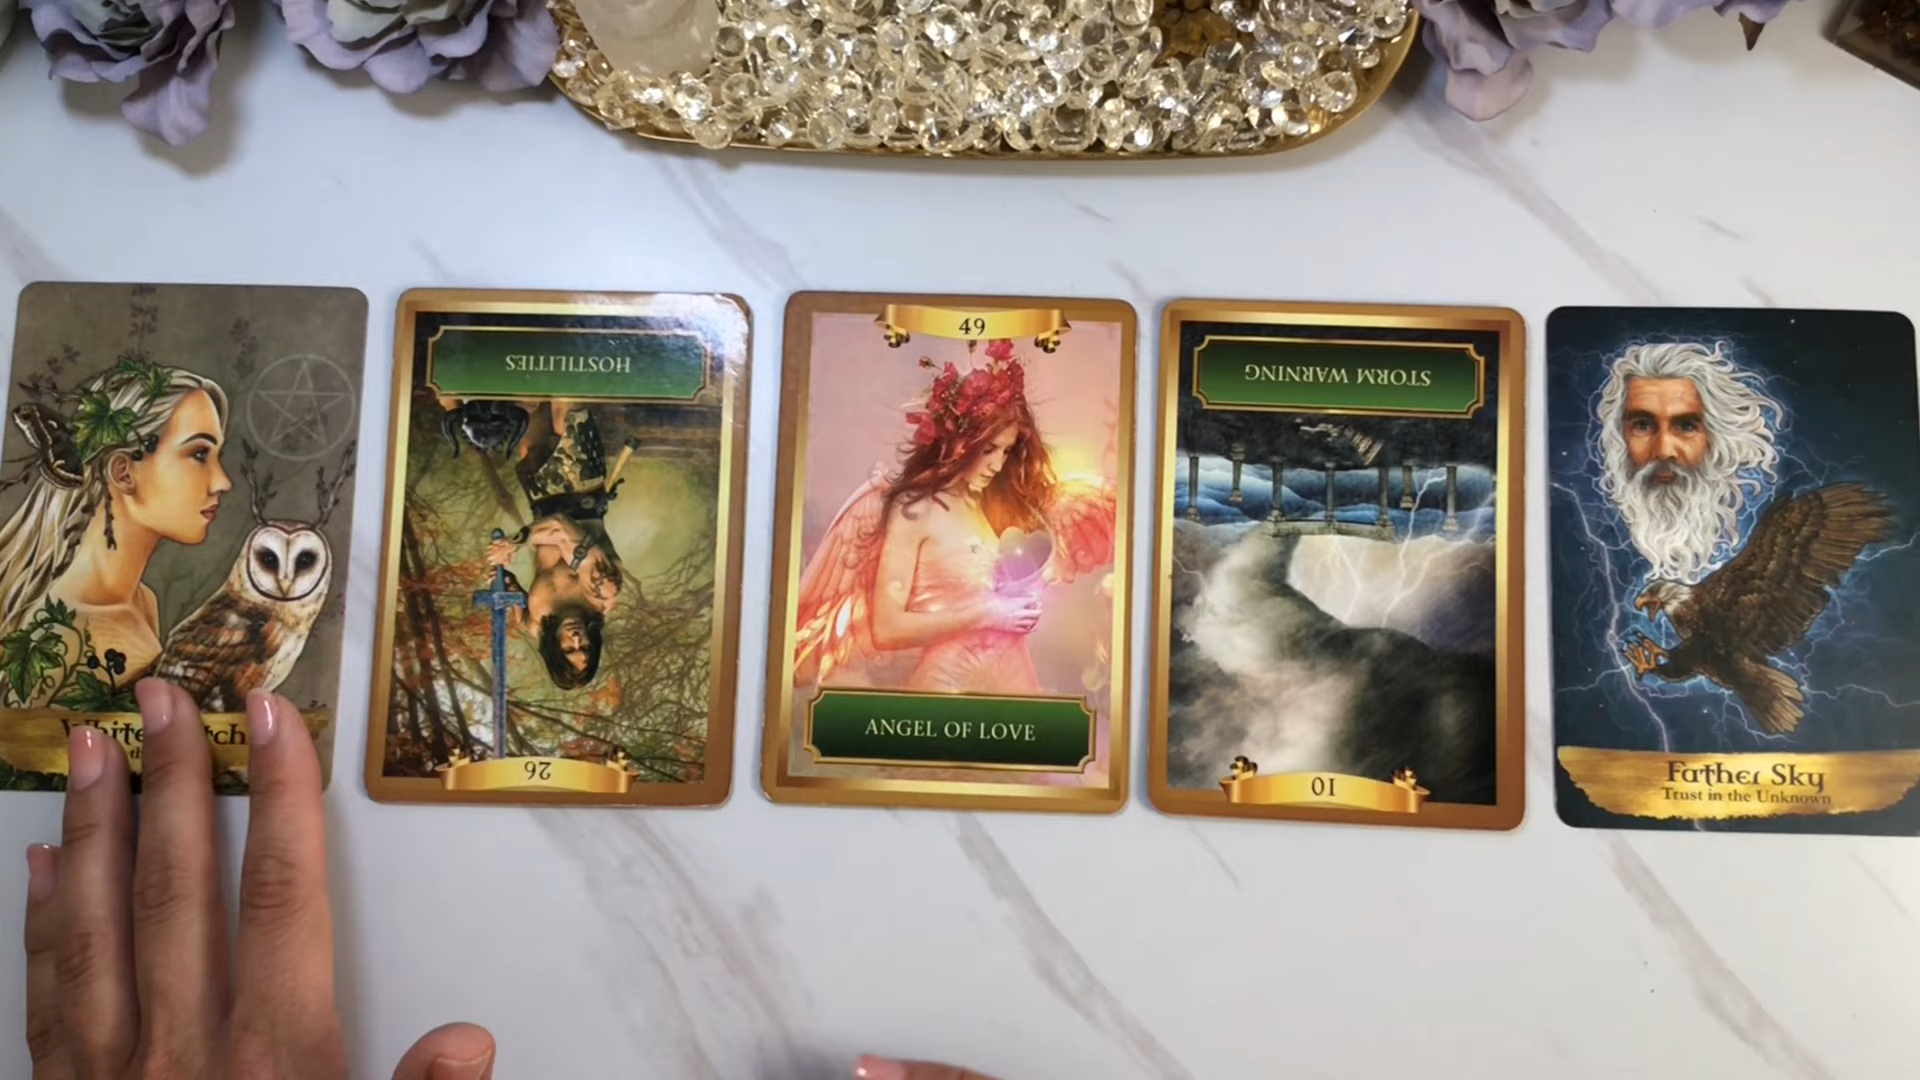 HOSTILITIES
26
49
ANGEL OF LOVE
STORM WARNING
10
Father Sky
Trust in the Unknown